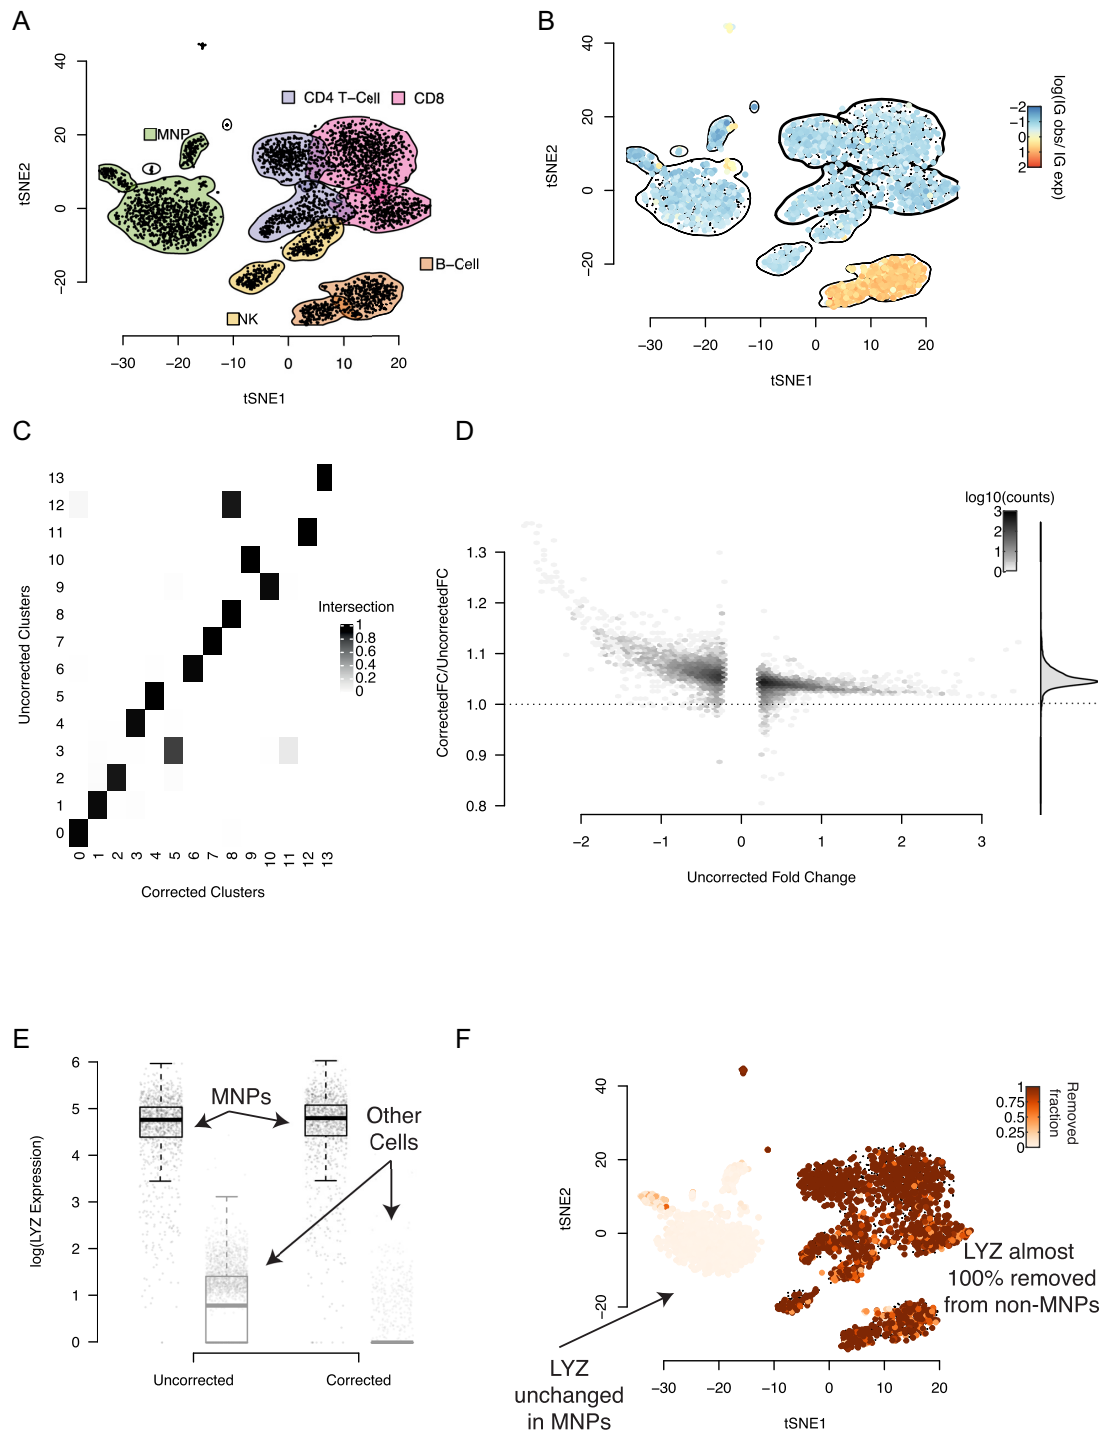 A
40
20
0
−20
tSNE2
CD4 T−Cell
CD8
MNP
B−Cell
NK
−30
−20
−10
0
10
20
tSNE1
B
40
20
0
−20
tSNE2
−2
−1
0
1
2
log(IG obs/ IG exp)
−30
−20
−10
0
10
20
tSNE1
C
13
12
11
10
9
8
7
6
5
4
3
2
1
0
Uncorrected Clusters
Intersection
1
0.8
0.6
0.4
0.2
0
0
1
2
3
4
5
6
7
8
9
10
11
12
13
Corrected Clusters
D
log10(counts)
3
2
1
0
1.3
1.2
1.1
1.0
0.9
0.8
CorrectedFC/UncorrectedFC
−2
−1
0
1
2
3
Uncorrected Fold Change
E
6
5
4
3
2
1
0
log(LYZ Expression)
MNPs
Other
Cells
Uncorrected
Corrected
F
40
20
0
−20
tSNE2
1
0.75
0.5
0.25
0
Removed
fraction
LYZ almost
100% removed
from non-MNPs
LYZ
unchanged
in MNPs
−30
−20
−10
0
10
20
tSNE1